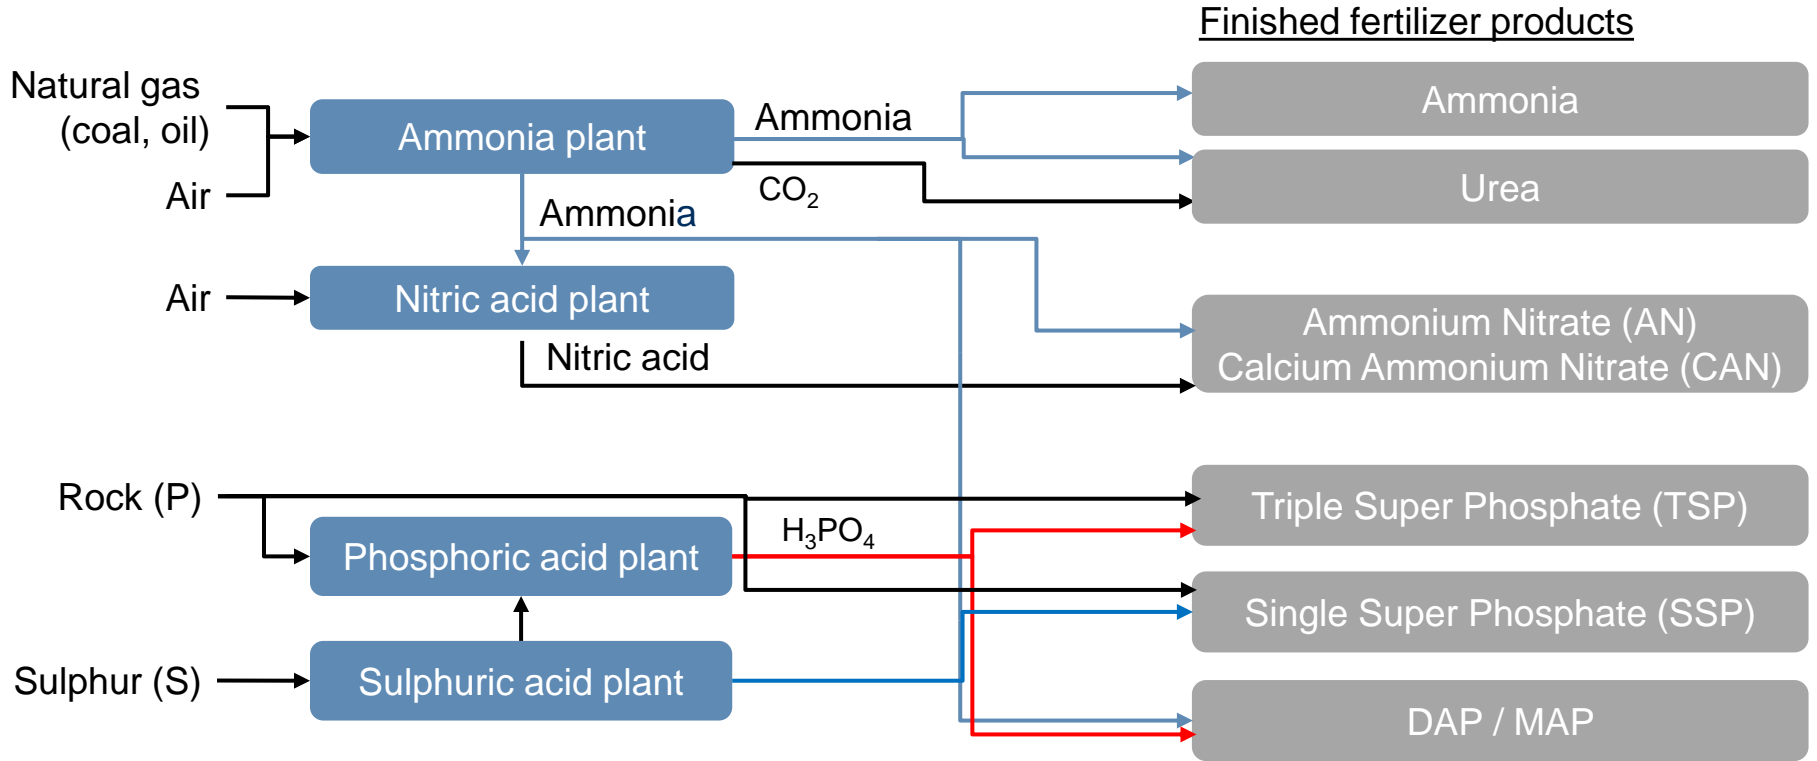 Finished fertilizer products
Natural gas
(coal, oil)
Air
Ammonia plant
Ammonia
CO₂
Ammonia
Urea
Ammonia
Air
Nitric acid plant
Nitric acid
Ammonium Nitrate (AN)
Calcium Ammonium Nitrate (CAN)
Rock (P)
Phosphoric acid plant
H₃PO₄
Triple Super Phosphate (TSP)
Single Super Phosphate (SSP)
Sulphur (S)
Sulphuric acid plant
DAP / MAP